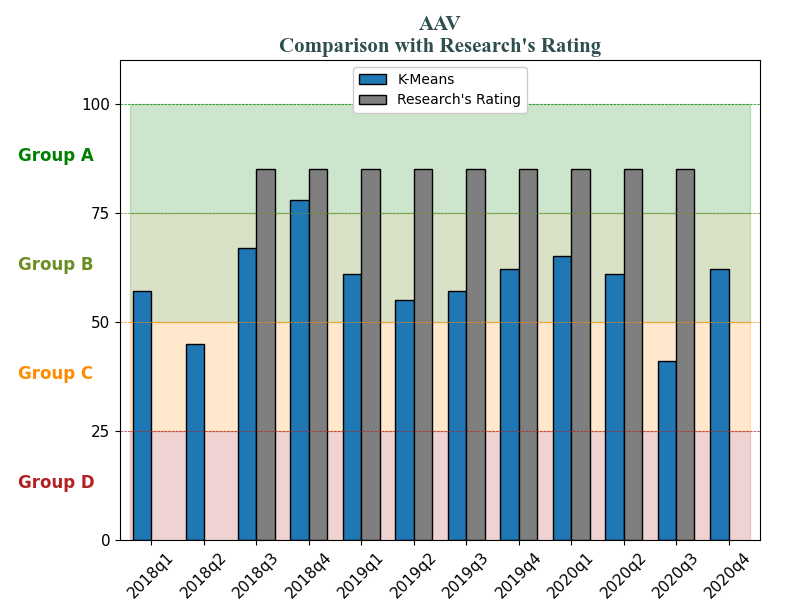 AAV
Comparison with Research's Rating
K-Means
Research's Rating
100
Group A
75
Group B
50
Group C
25
Group D
0
2018q1
2018q2
2018q3
2018q4
2019q1
2019q2
2019q3
2019q4
2020q1
2020q2
2020q3
2020q4